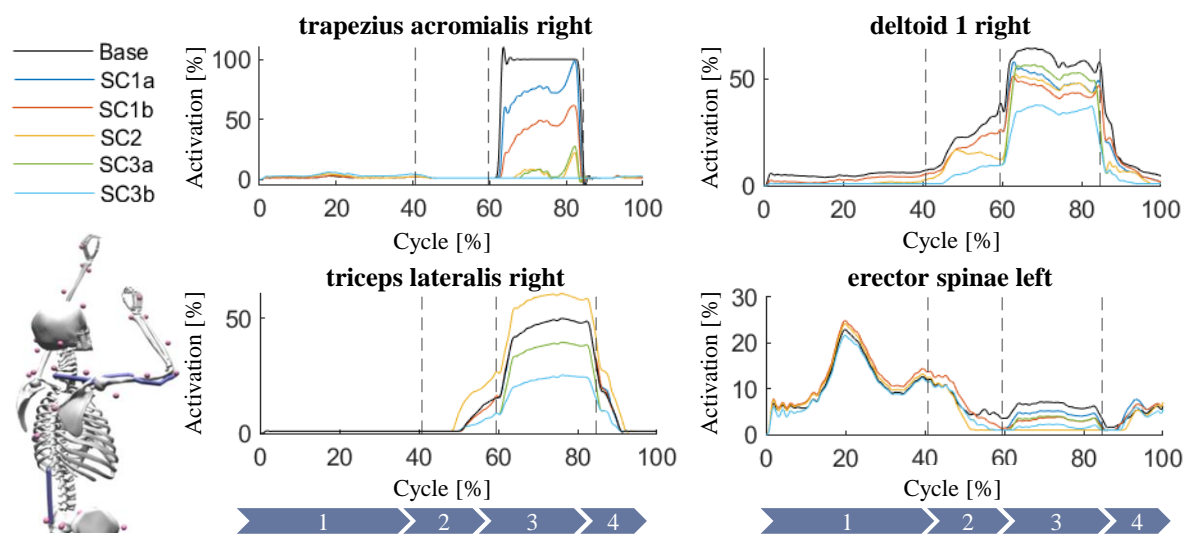 Base
SC1a
SC1b
SC2
SC3a
SC3b
trapezius acromialis right
Activation [%]
100
50
0
0 20 40 60 80 100
Cycle [%]
deltoid 1 right
Activation [%]
50
0
0 20 40 60 80 100
Cycle [%]
triceps lateralis right
Activation [%]
50
0
0 20 40 60 80 100
Cycle [%]
erector spinae left
Activation [%]
30
20
10
0
0 20 40 60 80 100
Cycle [%]
1 2 3 4
1 2 3 4